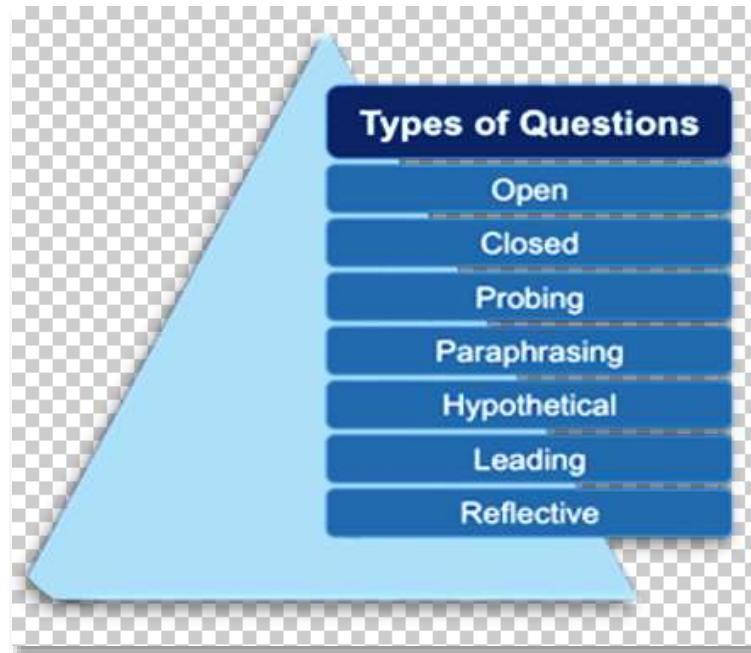 Types of Questions
Open
Closed
Probing
Paraphrasing
Hypothetical
Leading
Reflective